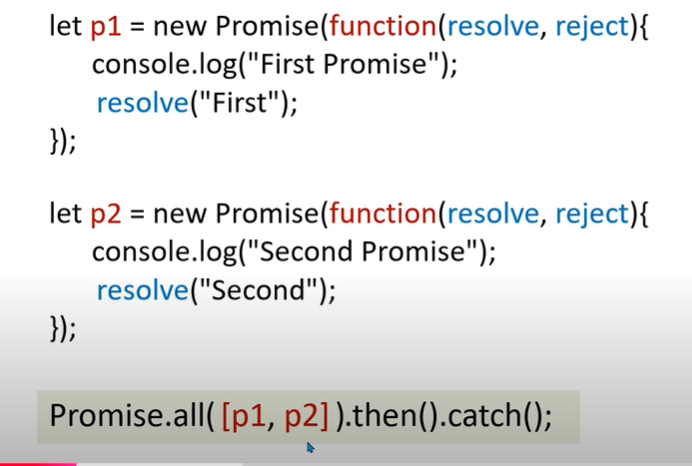 let p1 = new Promise(function(resolve, reject){
console.log("First Promise");
resolve("First");
});
let p2 = new Promise(function(resolve, reject){
console.log("Second Promise");
resolve("Second");
});
Promise.all( [p1, p2] ).then().catch();